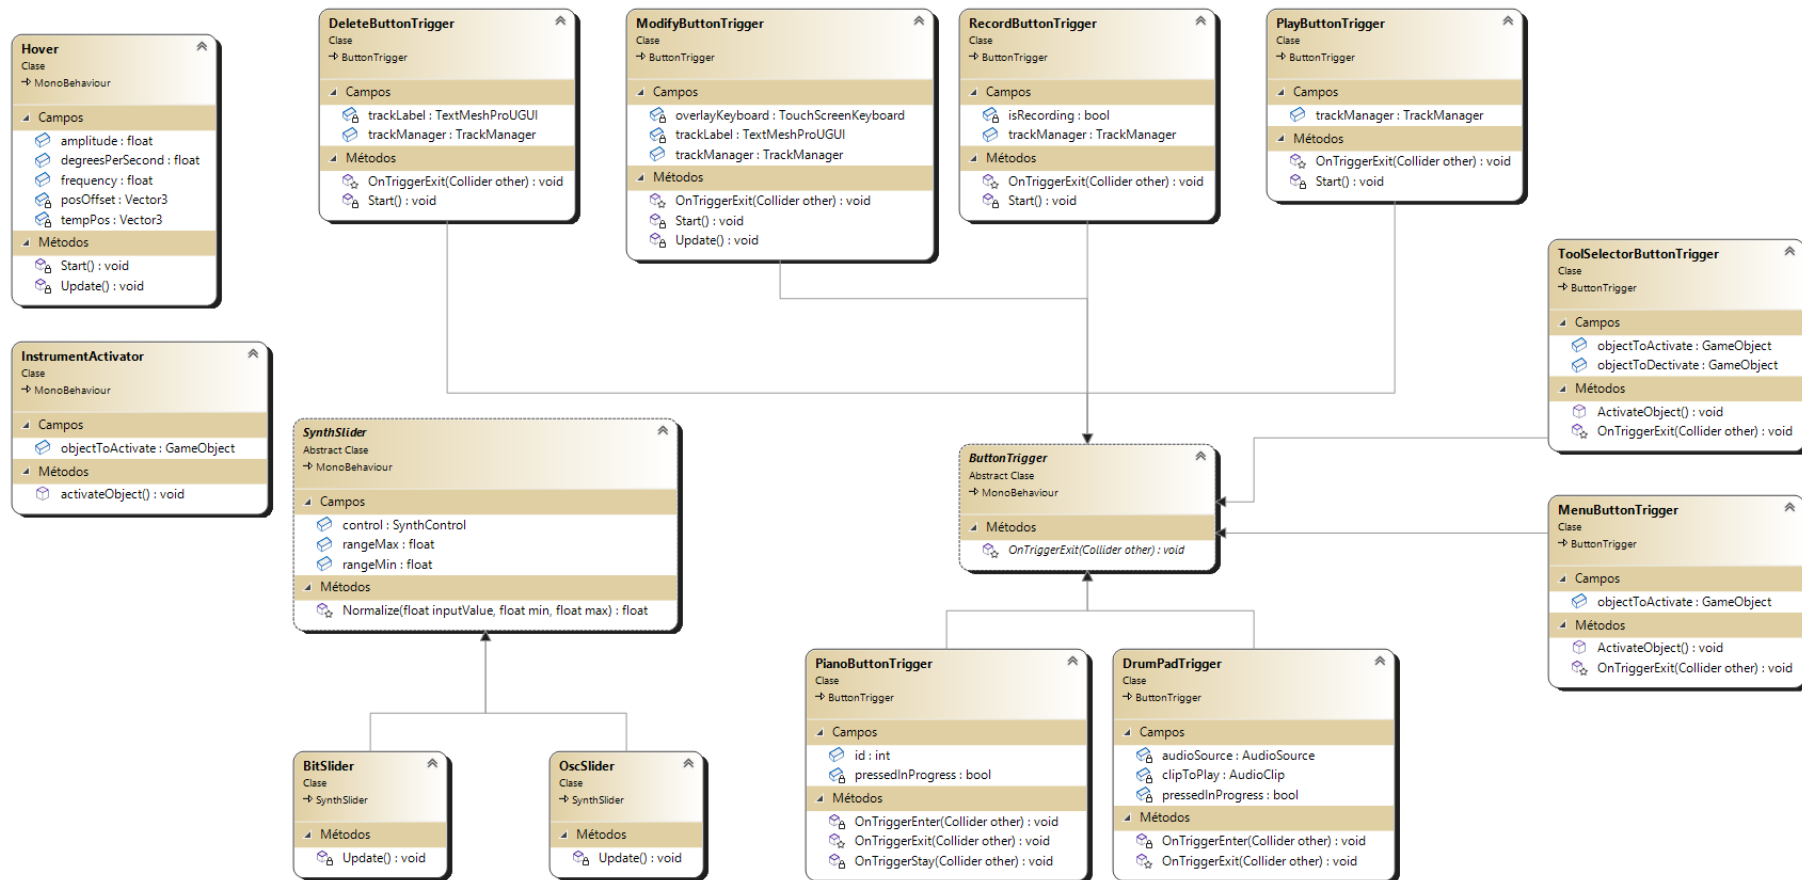 Hover
Clase
MonoBehaviour
Campos
amplitude : float
degreesPerSecond : float
frequency : float
posOffset : Vector3
tempPos : Vector3
Métodos
Start() : void
Update() : void
DeleteButtonTrigger
Clase
ButtonTrigger
Campos
trackLabel : TextMeshProUGUI
trackManager : TrackManager
Métodos
OnTriggerExit(Collider other) : void
Start() : void
ModifyButtonTrigger
Clase
ButtonTrigger
Campos
overlayKeyboard : TouchScreenKeyboard
trackLabel : TextMeshProUGUI
trackManager : TrackManager
Métodos
OnTriggerExit(Collider other) : void
Start() : void
Update() : void
RecordButtonTrigger
Clase
ButtonTrigger
Campos
isRecording : bool
trackManager : TrackManager
Métodos
OnTriggerExit(Collider other) : void
Start() : void
PlayButtonTrigger
Clase
ButtonTrigger
Campos
trackManager : TrackManager
Métodos
OnTriggerExit(Collider other) : void
Start() : void
ToolSelectorButtonTrigger
Clase
ButtonTrigger
Campos
objectToActivate : GameObject
objectToDectivate : GameObject
Métodos
ActivateObject() : void
OnTriggerExit(Collider other) : void
InstrumentActivator
Clase
MonoBehaviour
Campos
objectToActivate : GameObject
Métodos
activateObject() : void
SynthSlider
Abstract Clase
MonoBehaviour
Campos
control : SynthControl
rangeMax : float
rangeMin : float
Métodos
Normalize(float inputValue, float min, float max) : float
ButtonTrigger
Abstract Clase
MonoBehaviour
Métodos
OnTriggerExit(Collider other) : void
MenuButtonTrigger
Clase
ButtonTrigger
Campos
objectToActivate : GameObject
Métodos
ActivateObject() : void
OnTriggerExit(Collider other) : void
BitSlider
Clase
SynthSlider
Métodos
Update() : void
OscSlider
Clase
SynthSlider
Métodos
Update() : void
PianoButtonTrigger
Clase
ButtonTrigger
Campos
id : int
pressedInProgress : bool
Métodos
OnTriggerEnter(Collider other) : void
OnTriggerExit(Collider other) : void
OnTriggerStay(Collider other) : void
DrumPadTrigger
Clase
ButtonTrigger
Campos
audioSource : AudioSource
clipToPlay : AudioClip
pressedInProgress : bool
Métodos
OnTriggerEnter(Collider other) : void
OnTriggerExit(Collider other) : void